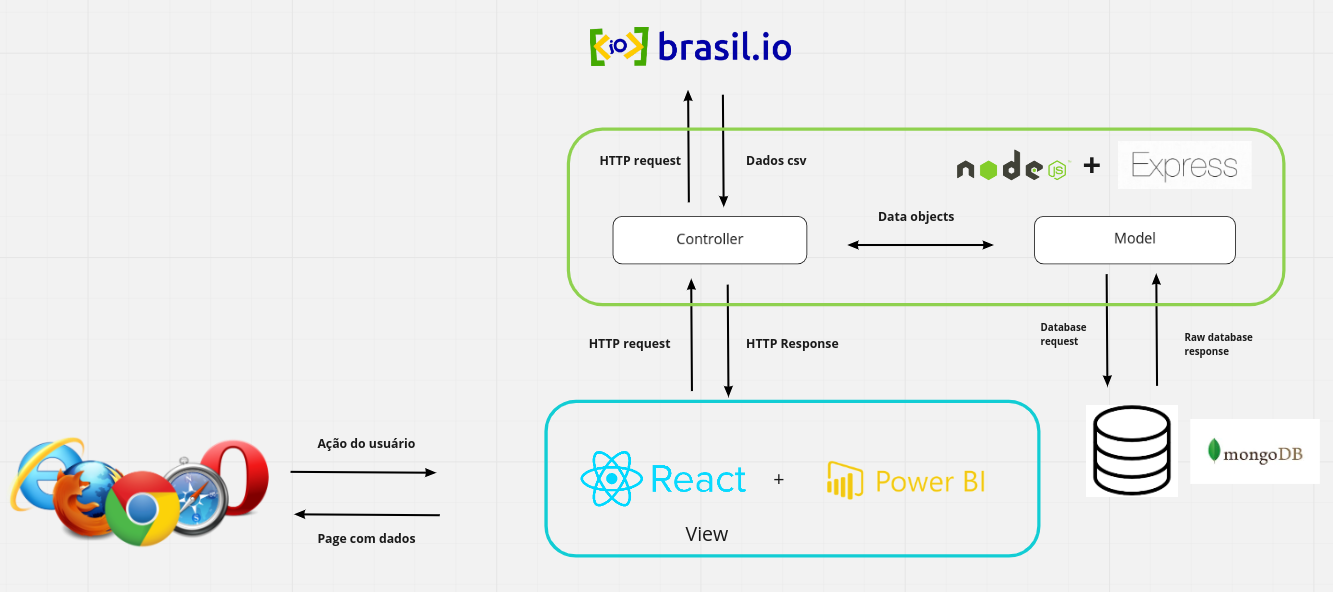 brasil.io
HTTP request
Dados csv
node
JS
+
Express
Controller
Data objects
Model
HTTP request
HTTP Response
Database
request
Raw database
response
Ação do usuário
Page com dados
React
+
Power BI
View
mongoDB